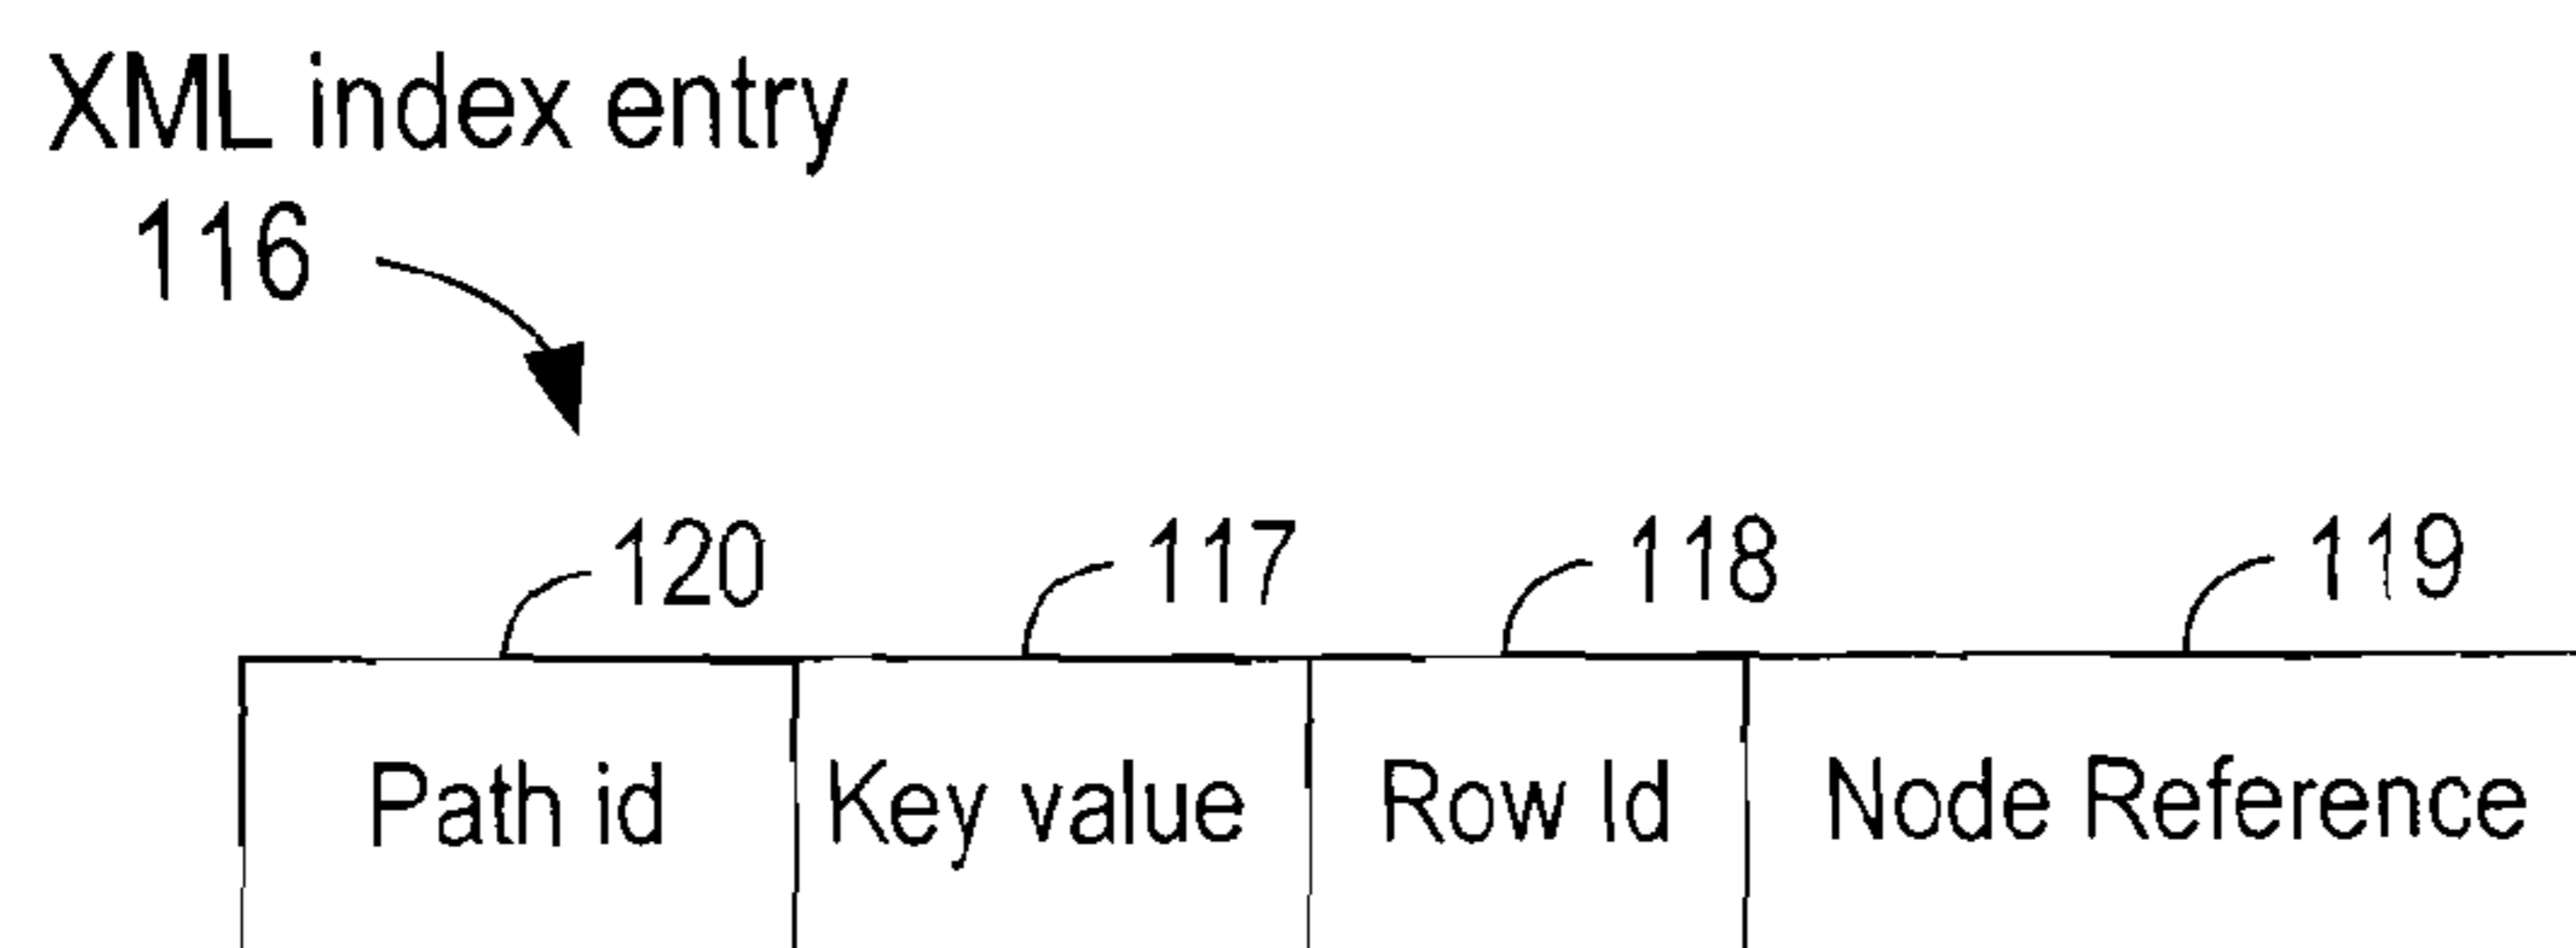 XML index entry
116
120 117 118 119
Path id Key value Row Id Node Reference